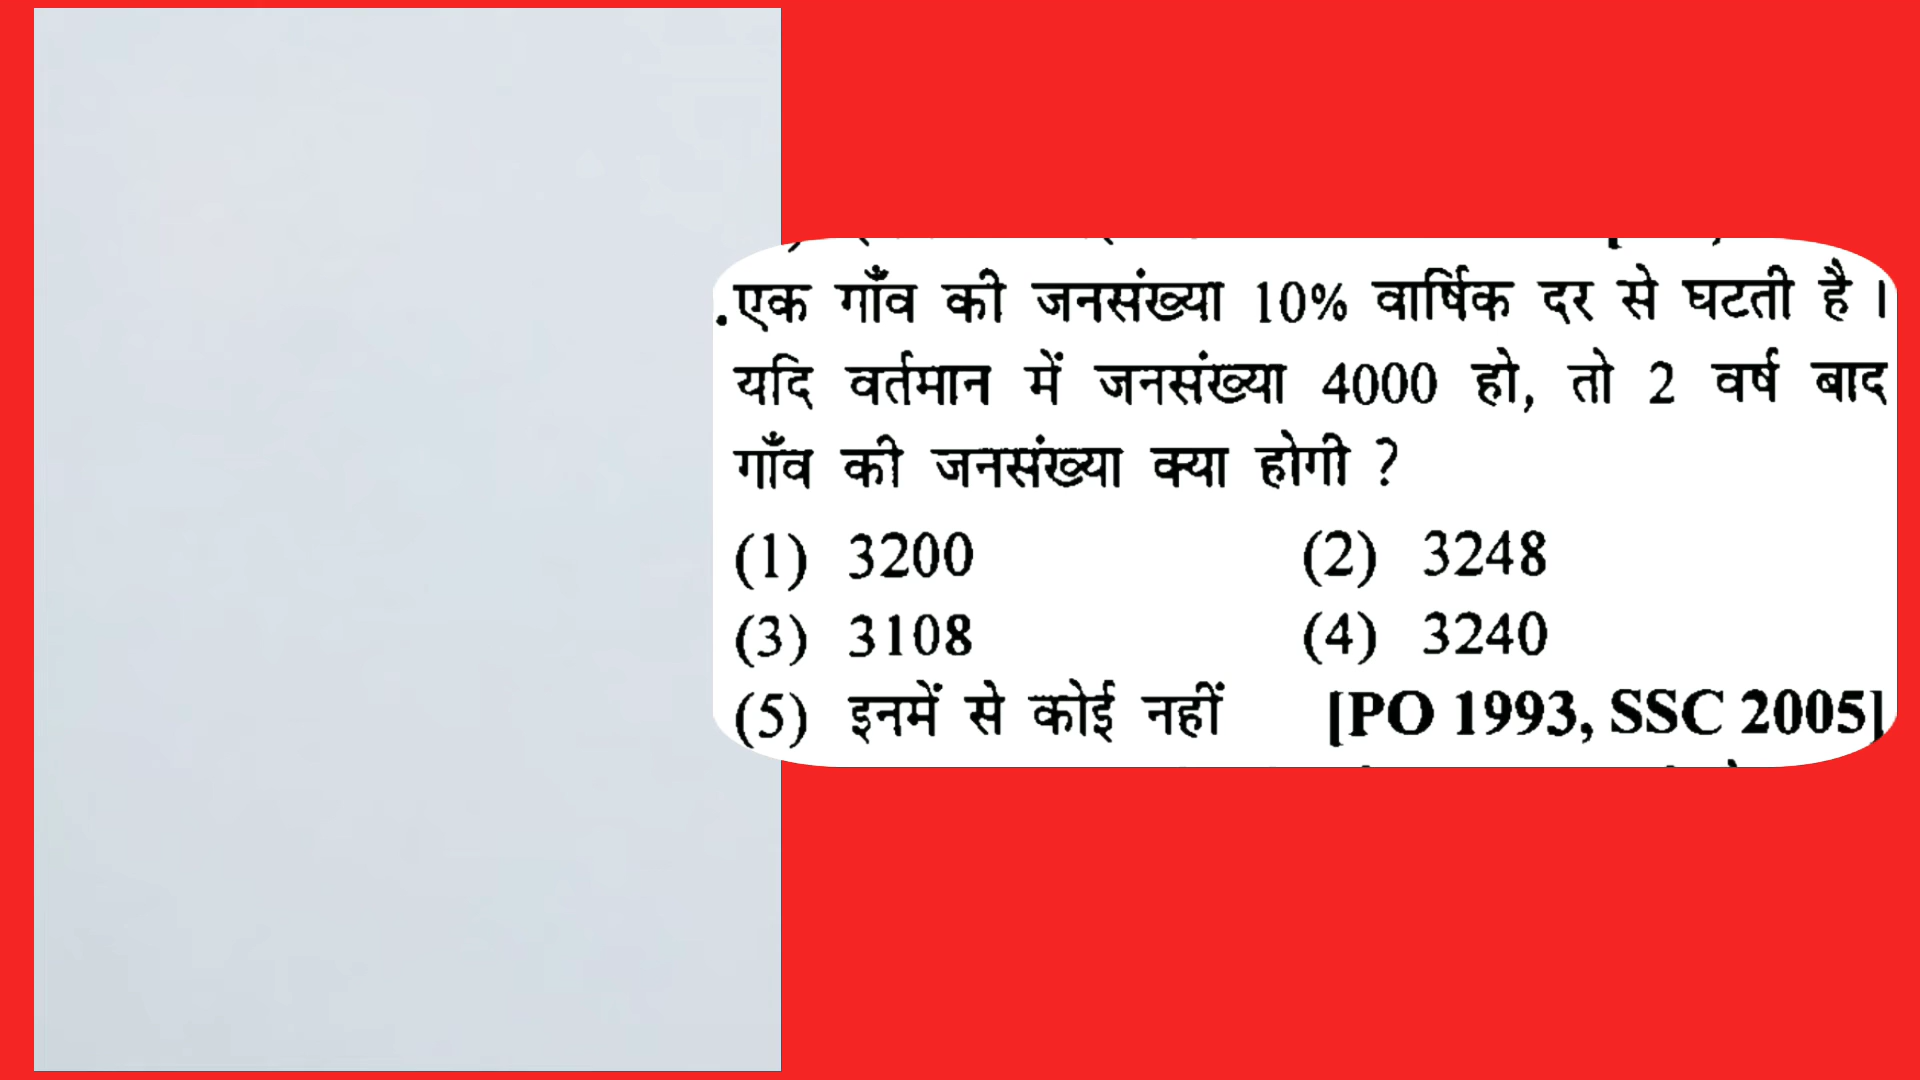 .एक गाँव की जनसंख्या 10% वार्षिक दर से घटती है ।
यदि वर्तमान में जनसंख्या 4000 हो, तो 2 वर्ष बाद
गाँव की जनसंख्या क्या होगी ?
(1) 3200 (2) 3248
(3) 3108 (4) 3240
(5) इनमें से कोई नहीं [PO 1993, SSC 2005]